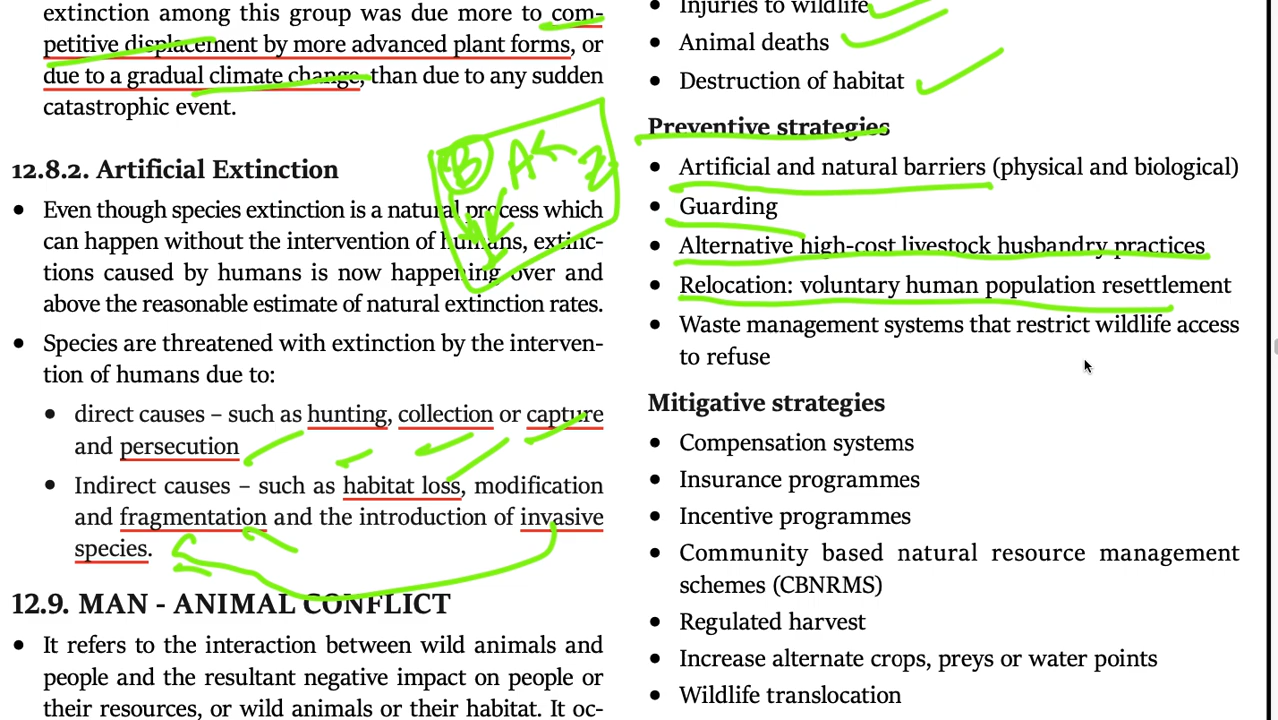 extinction among this group was due more to com-
petitive displacement by more advanced plant forms, or
due to a gradual climate change, than due to any sudden
catastrophic event.
12.8.2. Artificial Extinction
• Even though species extinction is a natural process which
can happen without the intervention of humans, extinc-
tions caused by humans is now happening over and
above the reasonable estimate of natural extinction rates.
• Species are threatened with extinction by the interven-
tion of humans due to:
• direct causes – such as hunting, collection or capture
and persecution
• Indirect causes – such as habitat loss, modification
and fragmentation and the introduction of invasive
species.
12.9. MAN - ANIMAL CONFLICT
• It refers to the interaction between wild animals and
people and the resultant negative impact on people or
their resources, or wild animals or their habitat. It oc-
B A
• Injuries to wildlife
• Animal deaths
• Destruction of habitat
Preventive strategies
• Artificial and natural barriers (physical and biological)
• Guarding
• Alternative high-cost livestock husbandry practices
• Relocation: voluntary human population resettlement
• Waste management systems that restrict wildlife access
to refuse
Mitigative strategies
• Compensation systems
• Insurance programmes
• Incentive programmes
• Community based natural resource management
schemes (CBNRMS)
• Regulated harvest
• Increase alternate crops, preys or water points
• Wildlife translocation